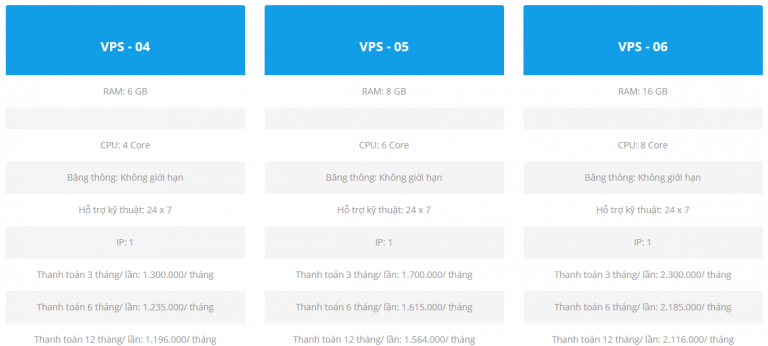 VPS - 04
RAM: 6 GB
CPU: 4 Core
Băng thông: Không giới hạn
Hỗ trợ kỹ thuật: 24 x 7
IP: 1
Thanh toán 3 tháng/ lần: 1.300.000/ tháng
Thanh toán 6 tháng/ lần: 1.235.000/ tháng
Thanh toán 12 tháng/ lần: 1.196.000/ tháng
VPS - 05
RAM: 8 GB
CPU: 6 Core
Băng thông: Không giới hạn
Hỗ trợ kỹ thuật: 24 x 7
IP: 1
Thanh toán 3 tháng/ lần: 1.700.000/ tháng
Thanh toán 6 tháng/ lần: 1.615.000/ tháng
Thanh toán 12 tháng/ lần: 1.564.000/ tháng
VPS - 06
RAM: 16 GB
CPU: 8 Core
Băng thông: Không giới hạn
Hỗ trợ kỹ thuật: 24 x 7
IP: 1
Thanh toán 3 tháng/ lần: 2.300.000/ tháng
Thanh toán 6 tháng/ lần: 2.185.000/ tháng
Thanh toán 12 tháng/ lần: 2.116.000/ tháng